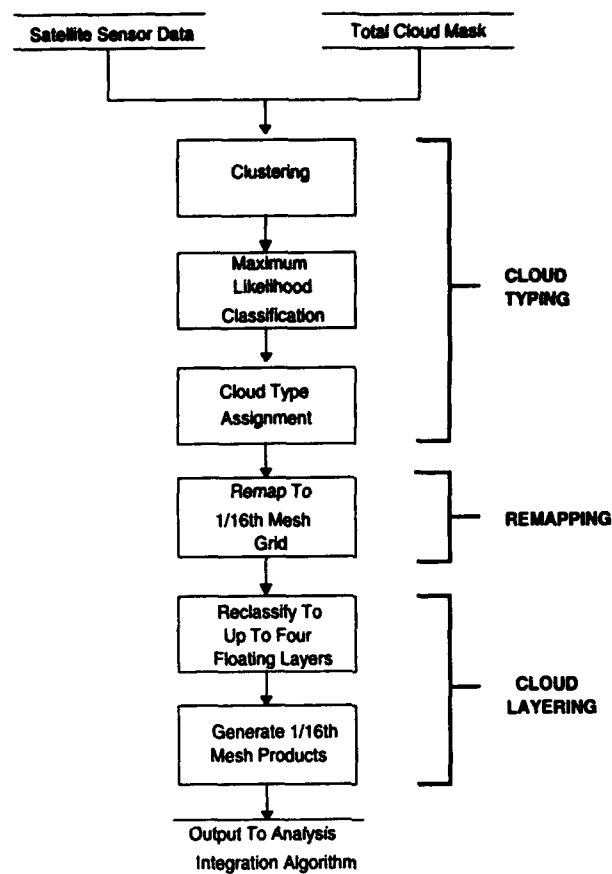 Satellite Sensor Data
Total Cloud Mask
Clustering
Maximum
Likelihood
Classification
Cloud Type
Assignment
CLOUD
TYPING
Remap To
1/16th Mesh
Grid
REMAPPING
Reclassify To
Up To Four
Floating Layers
Generate 1/16th
Mesh Products
CLOUD
LAYERING
Output To Analysis
Integration Algorithm